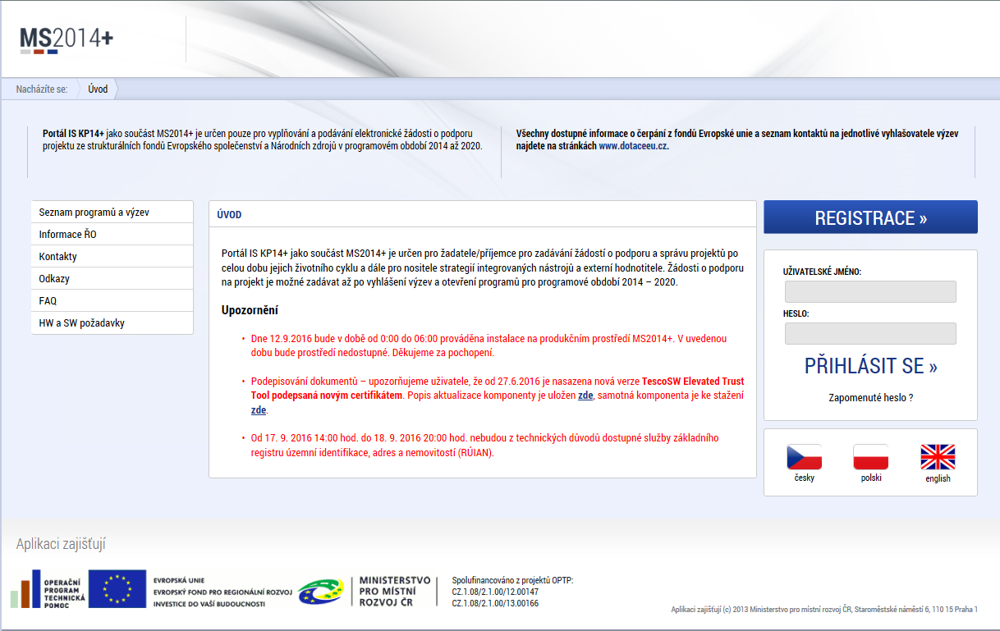 MS2014+
Nacházíte se: Úvod
Portál IS KP14+ jako součást MS2014+ je určen pouze pro vyplňování a podávání elektronické žádosti o podporu
projektu ze strukturálních fondů Evropského společenství a Národních zdrojů v programovém období 2014 až 2020.
Všechny dostupné informace o čerpání z fondů Evropské unie a seznam kontaktů na jednotlivé vyhlašovatele výzev
najdete na stránkách www.dotaceeu.cz.
Seznam programů a výzev
Informace ŘO
Kontakty
Odkazy
FAQ
HW a SW požadavky
ÚVOD
Portál IS KP14+ jako součást MS2014+ je určen pro žadatele/příjemce pro zadávání žádostí o podporu a správu projektů po
celou dobu jejich životního cyklu a dále pro nositele strategií integrovaných nástrojů a externí hodnotitele. Žádosti o podporu
na projekt je možné zadávat až po vyhlášení výzev a otevření programů pro programové období 2014 – 2020.
Upozornění
• Dne 12.9.2016 bude v době od 0:00 do 06:00 prováděna instalace na produkčním prostředí MS2014+. V uvedenou
dobu bude prostředí nedostupné. Děkujeme za pochopení.
• Podepisování dokumentů – upozorňujeme uživatele, že od 27.6.2016 je nasazena nová verze TescoSW Elevated Trust
Tool podepsaná novým certifikátem. Popis aktualizace komponenty je uložen zde, samotná komponenta je ke stažení
zde.
• Od 17. 9. 2016 14:00 hod. do 18. 9. 2016 20:00 hod. nebudou z technických důvodů dostupné služby základního
registru územní identifikace, adres a nemovitostí (RÚIAN).
REGISTRACE »
UŽIVATELSKÉ JMÉNO:
HESLO:
PŘIHLÁSIT SE »
Zapomenuté heslo ?
česky
polski
english
Aplikaci zajišťují
OPERAČNÍ
PROGRAM
TECHNICKÁ
POMOC
EVROPSKÁ UNIE
EVROPSKÝ FOND PRO REGIONÁLNÍ ROZVOJ
INVESTICE DO VAŠÍ BUDOUCNOSTI
MINISTERSTVO
PRO MÍSTNÍ
ROZVOJ ČR
Spolufinancováno z projektů OPTP:
CZ.1.08/2.1.00/12.00147
CZ.1.08/2.1.00/13.00166
Aplikaci zajišťují (c) 2013 Ministerstvo pro místní rozvoj ČR, Staroměstské náměstí 6, 110 15 Praha 1